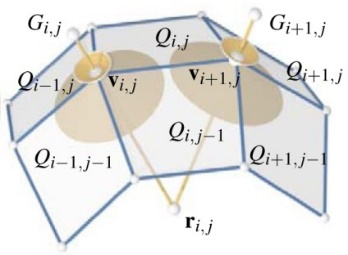 G_{i,j}
G_{i+1,j}
Q_{i,j}
Q_{i-1,j}
v_{i,j}
v_{i+1,j}
Q_{i+1,j}
Q_{i,j-1}
Q_{i-1,j-1}
Q_{i+1,j-1}
r_{i,j}